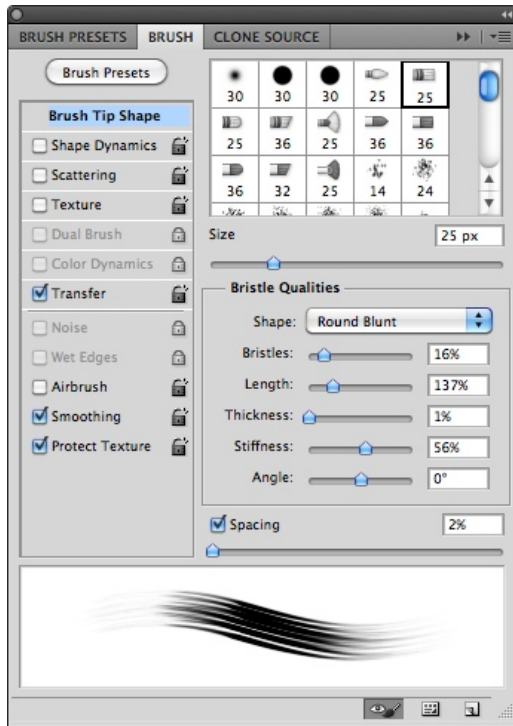 BRUSH PRESETS BRUSH CLONE SOURCE
Brush Presets
Brush Tip Shape
Shape Dynamics
Scattering
Texture
Dual Brush
Color Dynamics
Transfer
Noise
Wet Edges
Airbrush
Smoothing
Protect Texture
30 30 30 25 25
25 36 25 36 36
36 32 25 14 24
Size 25 px
Bristle Qualities
Shape: Round Blunt
Bristles: 16%
Length: 137%
Thickness: 1%
Stiffness: 56%
Angle: 0°
Spacing 2%